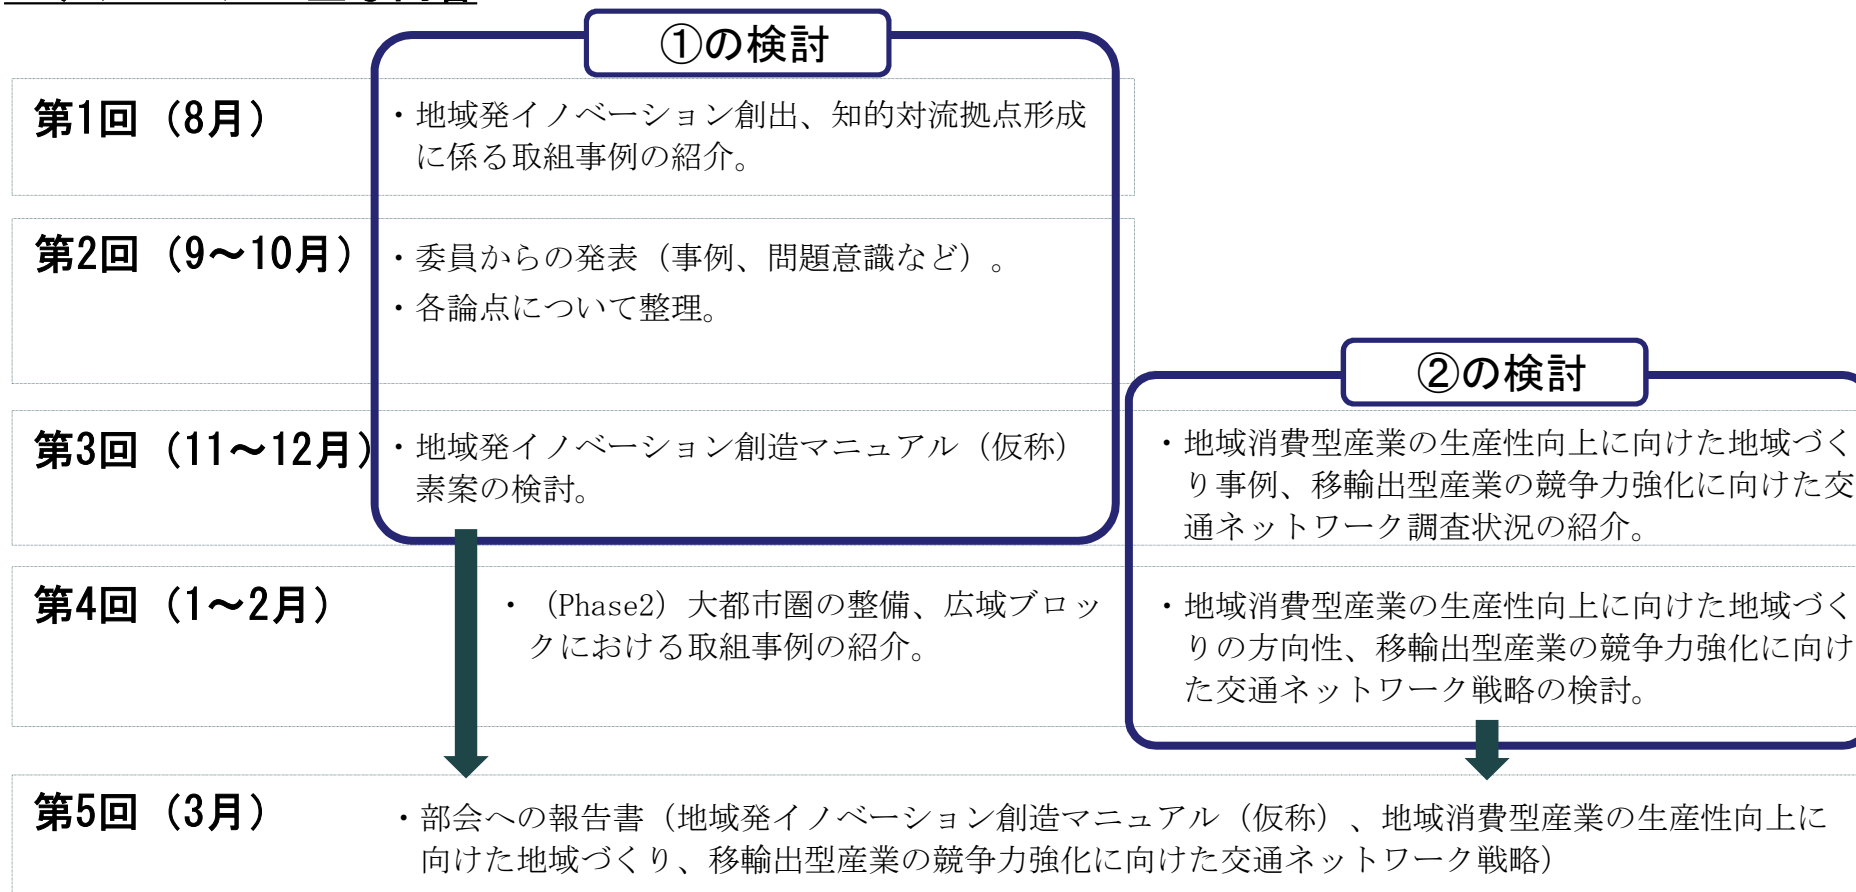 ①の検討
第1回（8月）
・地域発イノベーション創出、知的対流拠点形成
に係る取組事例の紹介。
第2回（9～10月）
・委員からの発表（事例、問題意識など）。
・各論点について整理。
②の検討
第3回（11～12月）
・地域発イノベーション創造マニュアル（仮称）
素案の検討。
・地域消費型産業の生産性向上に向けた地域づく
り事例、移輸出型産業の競争力強化に向けた交
通ネットワーク調査状況の紹介。
第4回（1～2月）
・（Phase2）大都市圏の整備、広域ブロッ
クにおける取組事例の紹介。
・地域消費型産業の生産性向上に向けた地域づく
りの方向性、移輸出型産業の競争力強化に向け
た交通ネットワーク戦略の検討。
第5回（3月）
・部会への報告書（地域発イノベーション創造マニュアル（仮称）、地域消費型産業の生産性向上に
向けた地域づくり、移輸出型産業の競争力強化に向けた交通ネットワーク戦略）